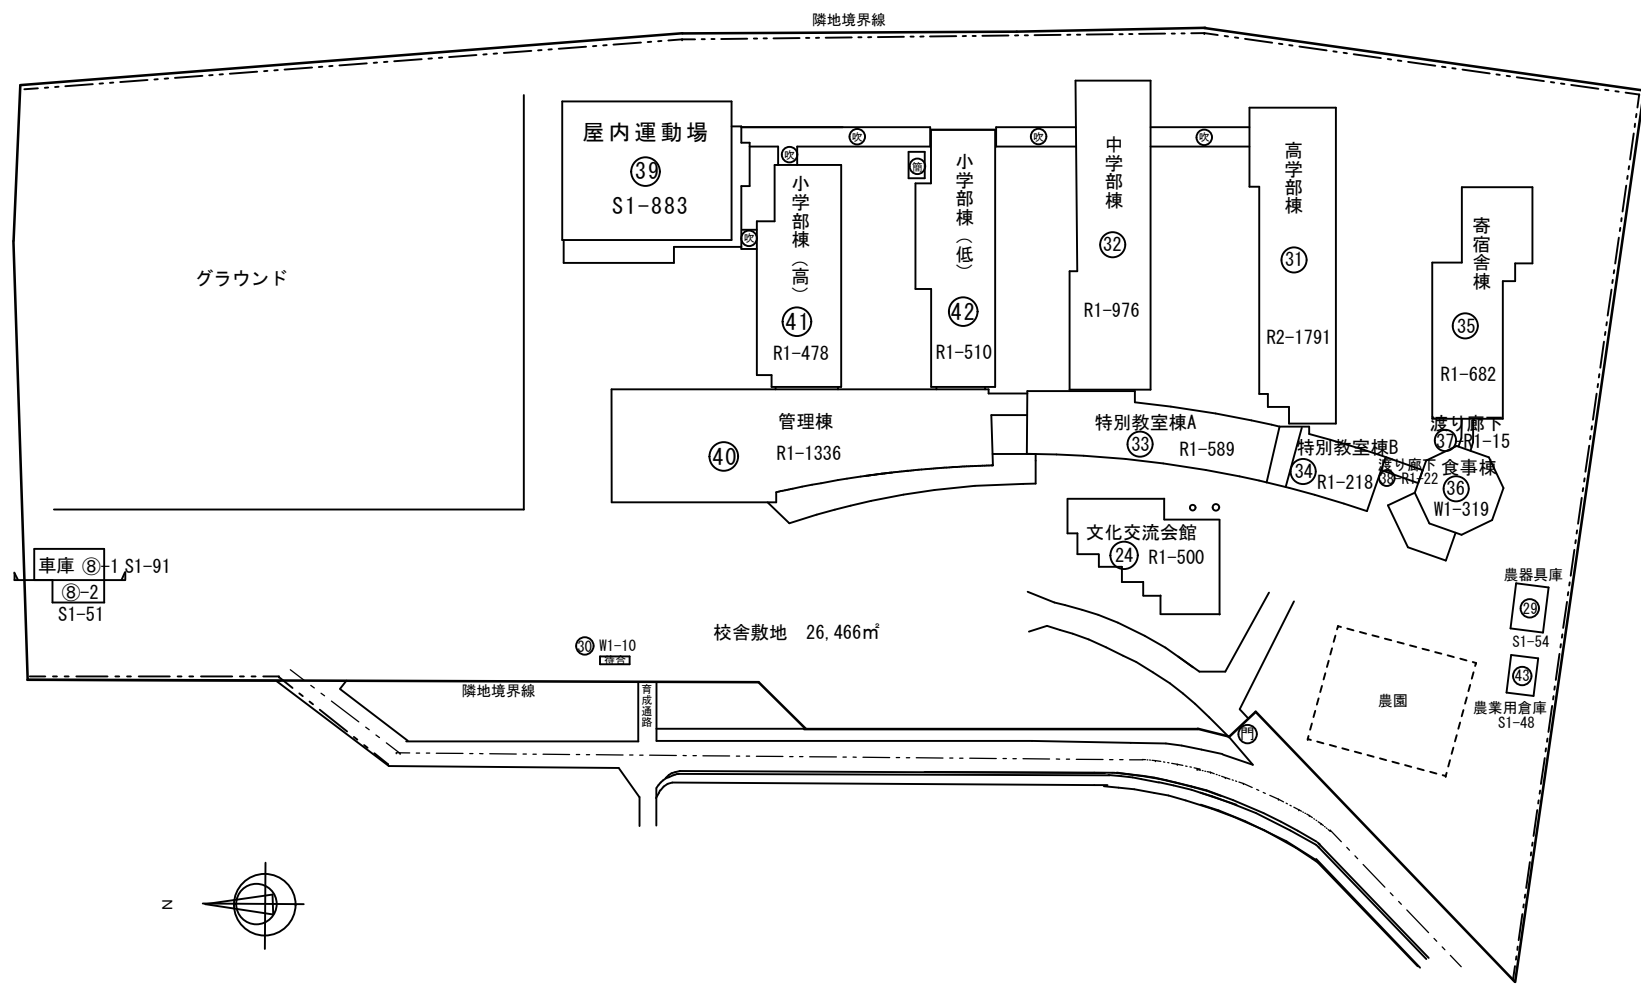 隣地境界線
屋内運動場
㊴
S1-883
吹
吹
吹
吹
吹
簡
小学部棟(高)
㊶
R1-478
小学部棟(低)
㊷
R1-510
中学部棟
㉜
R1-976
高学部棟
㉛
R2-1791
寄宿舎棟
㉟
R1-682
グラウンド
管理棟
㊵
R1-1336
特別教室棟A
㉝
R1-589
特別教室棟B
㉞
R1-218
渡り廊下
㊲-R1-15
渡り廊下
㊳-R1-22
食事棟
㊱
W1-319
文化交流会館
㉔ R1-500
車庫 ⑧-1 S1-91
⑧-2
S1-51
農器具庫
㉙
S1-54
㊸
農業用倉庫
S1-48
農園
校舎敷地 26,466㎡
㉚ W1-10
待合
隣地境界線
育成通路
門
N